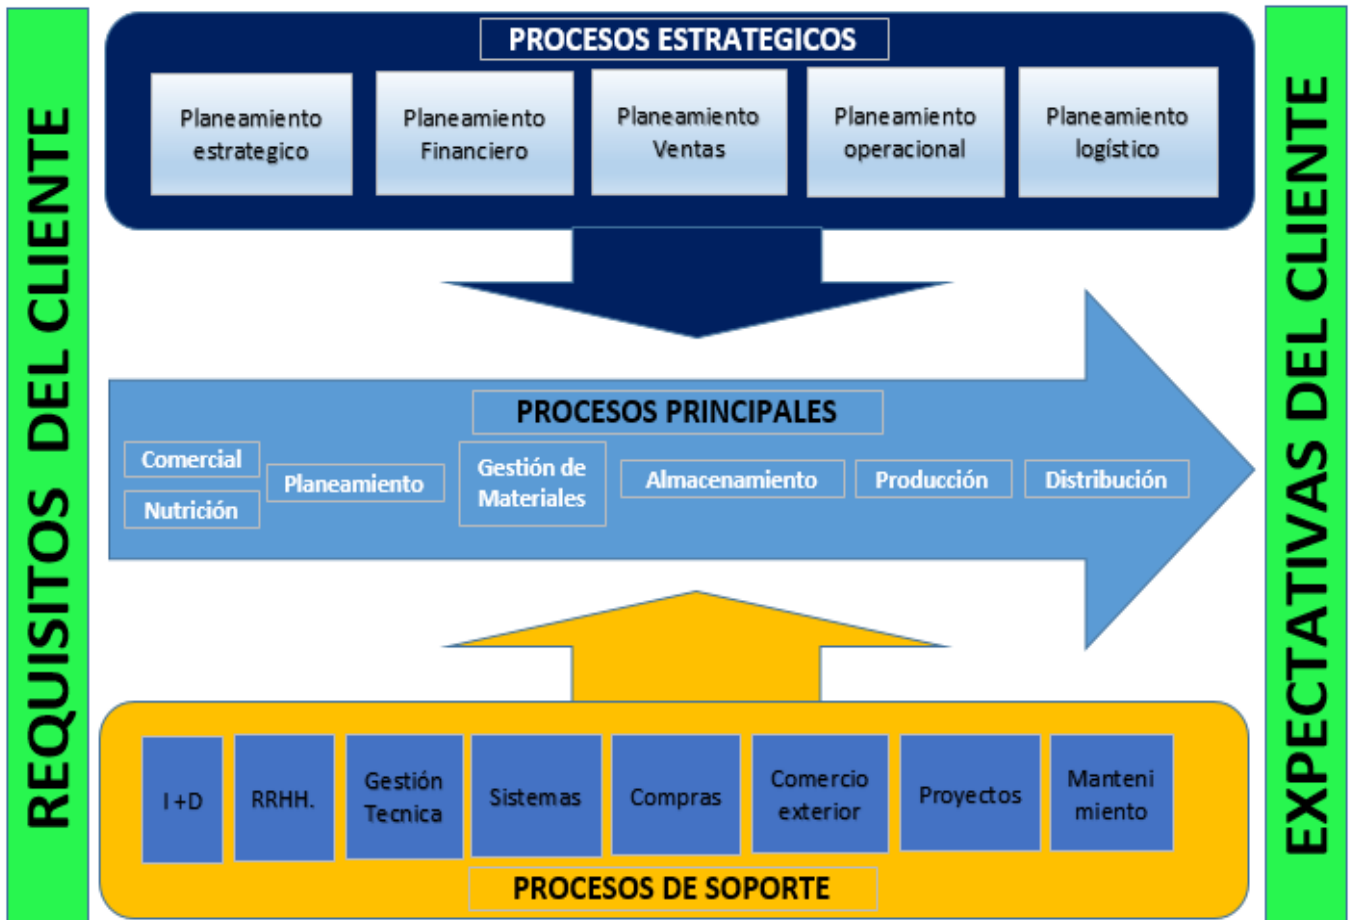 REQUISITOS DEL CLIENTE
PROCESOS ESTRATEGICOS
Planeamiento
estrategico
Planeamiento
Financiero
Planeamiento
Ventas
Planeamiento
operacional
Planeamiento
logístico
PROCESOS PRINCIPALES
Comercial
Nutrición
Planeamiento
Gestión de
Materiales
Almacenamiento
Producción
Distribución
I +D
RRHH.
Gestión
Tecnica
Sistemas
Compras
Comercio
exterior
Proyectos
Manteni
miento
PROCESOS DE SOPORTE
EXPECTATIVAS DEL CLIENTE